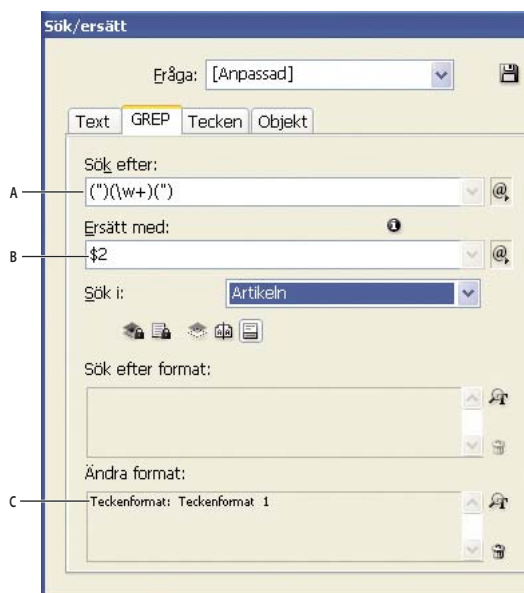 Sök/ersätt
Fråga: [Anpassad]
Text GREP Tecken Objekt
Sök efter:
A (")(\w+)(")
Ersätt med:
B $2
Sök i: Artikeln
Sök efter format:
Ändra format:
C Teckenformat: Teckenformat 1